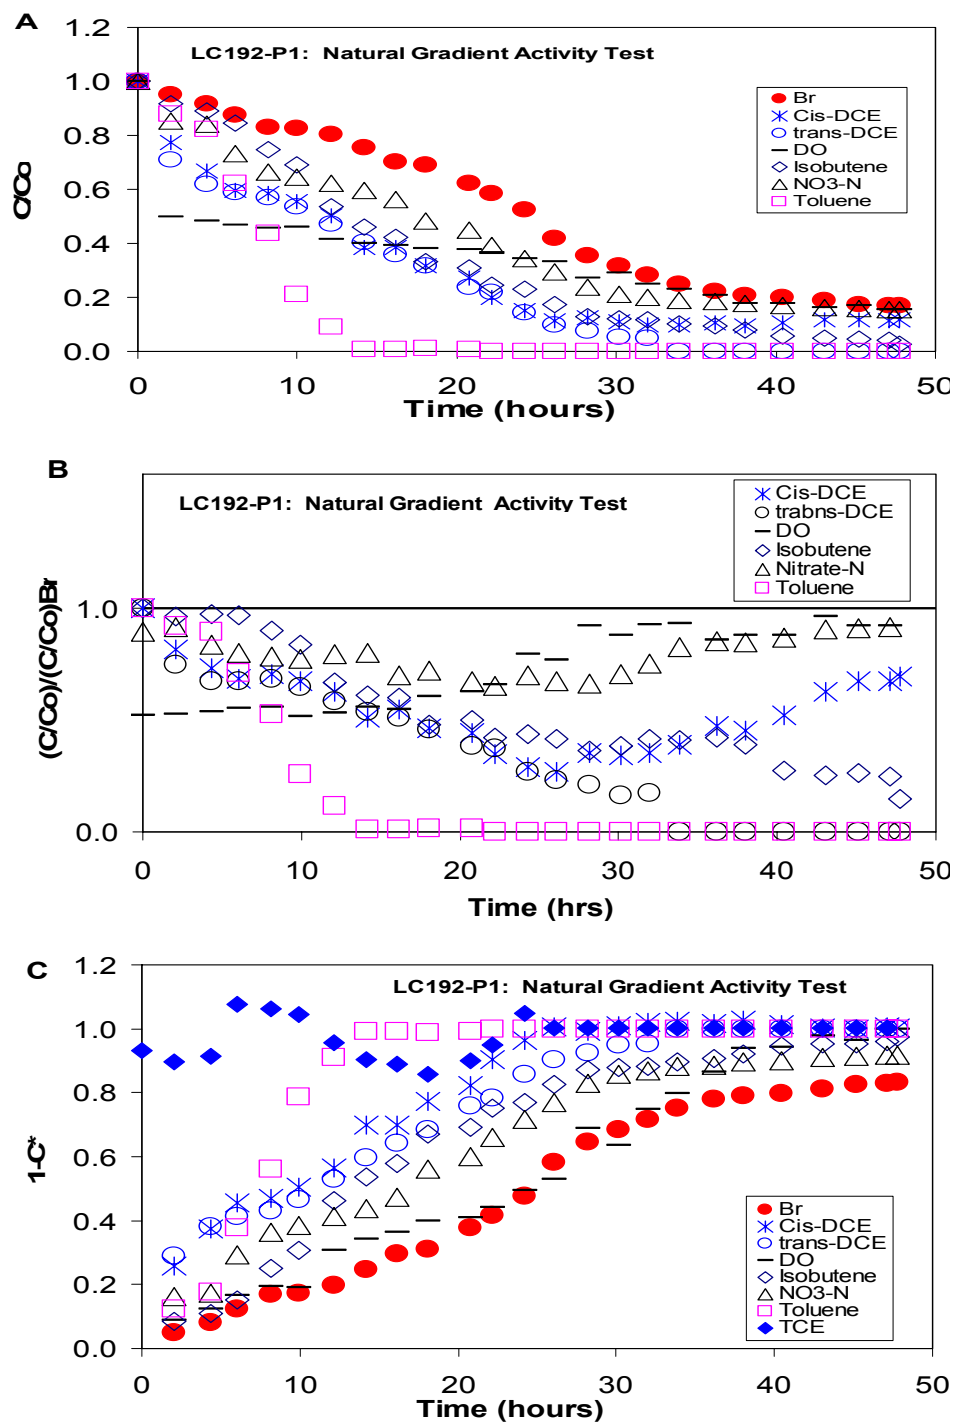 A
1.2
LC192-P1: Natural Gradient Activity Test
1.0
0.8
0.6
0.4
0.2
0.0
C/Co
Br
Cis-DCE
trans-DCE
DO
Isobutene
NO3-N
Toluene
0 10 20 30 40 50
Time (hours)
B
LC192-P1: Natural Gradient Activity Test
Cis-DCE
trabns-DCE
DO
Isobutene
Nitrate-N
Toluene
1.0
0.0
(C/Co)/(C/Co)Br
0 10 20 30 40 50
Time (hrs)
C
1.2
LC192-P1: Natural Gradient Activity Test
1.0
0.8
0.6
0.4
0.2
0.0
1-C*
Br
Cis-DCE
trans-DCE
DO
Isobutene
NO3-N
Toluene
TCE
0 10 20 30 40 50
Time (hours)